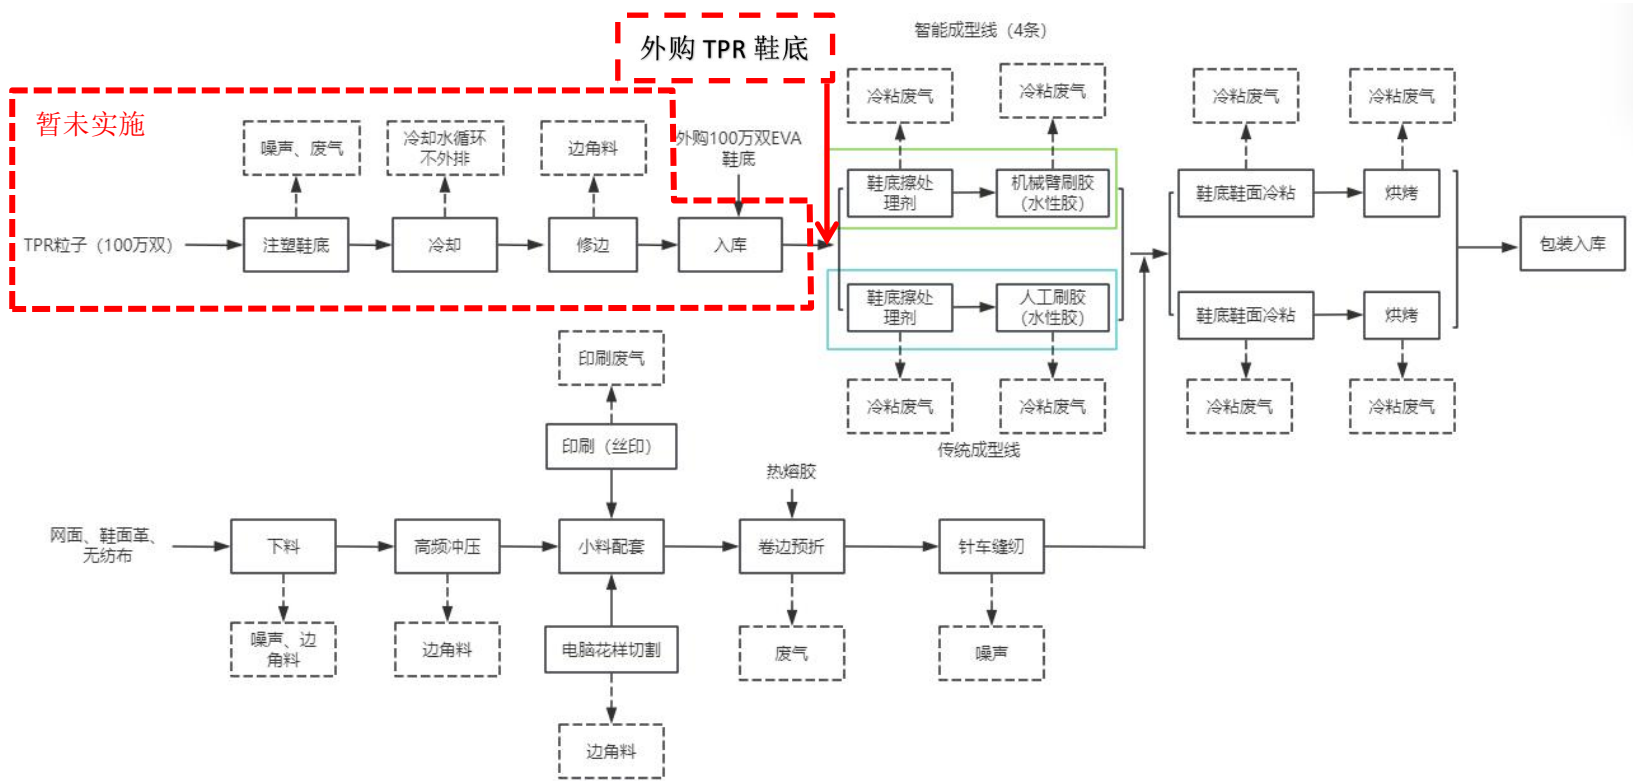 智能成型线（4条）
外购 TPR 鞋底
冷粘废气
冷粘废气
冷粘废气
冷粘废气
暂未实施
噪声、废气
冷却水循环
不外排
边角料
外购100万双EVA
鞋底
鞋底擦处
理剂
机械臂刷胶
（水性胶）
鞋底鞋面冷粘
烘烤
TPR粒子（100万双）
注塑鞋底
冷却
修边
入库
包装入库
鞋底擦处
理剂
人工刷胶
（水性胶）
鞋底鞋面冷粘
烘烤
印刷废气
冷粘废气
冷粘废气
冷粘废气
冷粘废气
印刷（丝印）
传统成型线
热熔胶
网面、鞋面革、
无纺布
下料
高频冲压
小料配套
卷边预折
针车缝纫
噪声、边
角料
边角料
电脑花样切割
废气
噪声
边角料